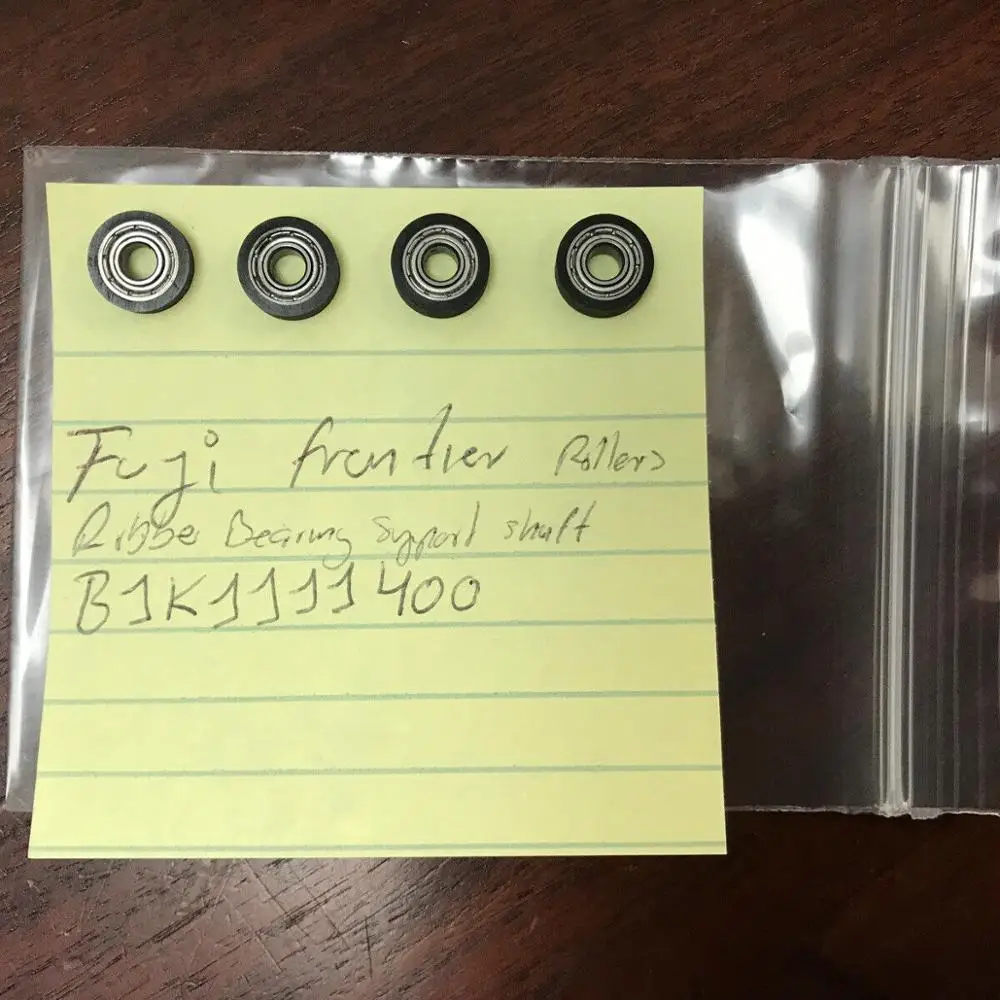 Fuji frontier Rollers
Rubber Bearing Support shaft
B1K1111400